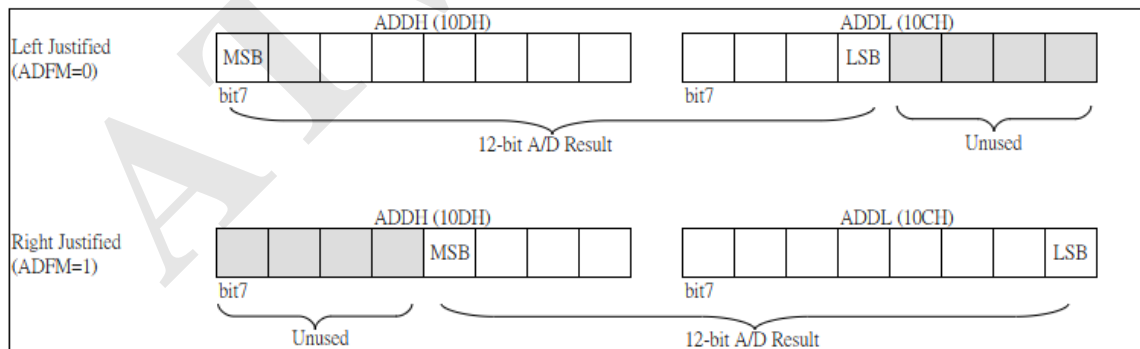 ADDH (10DH) ADDL (10CH)
Left Justified
(ADFM=0)
MSB LSB
bit7 bit7
12-bit A/D Result Unused
ADDH (10DH) ADDL (10CH)
Right Justified
(ADFM=1)
MSB LSB
bit7 bit7
Unused 12-bit A/D Result